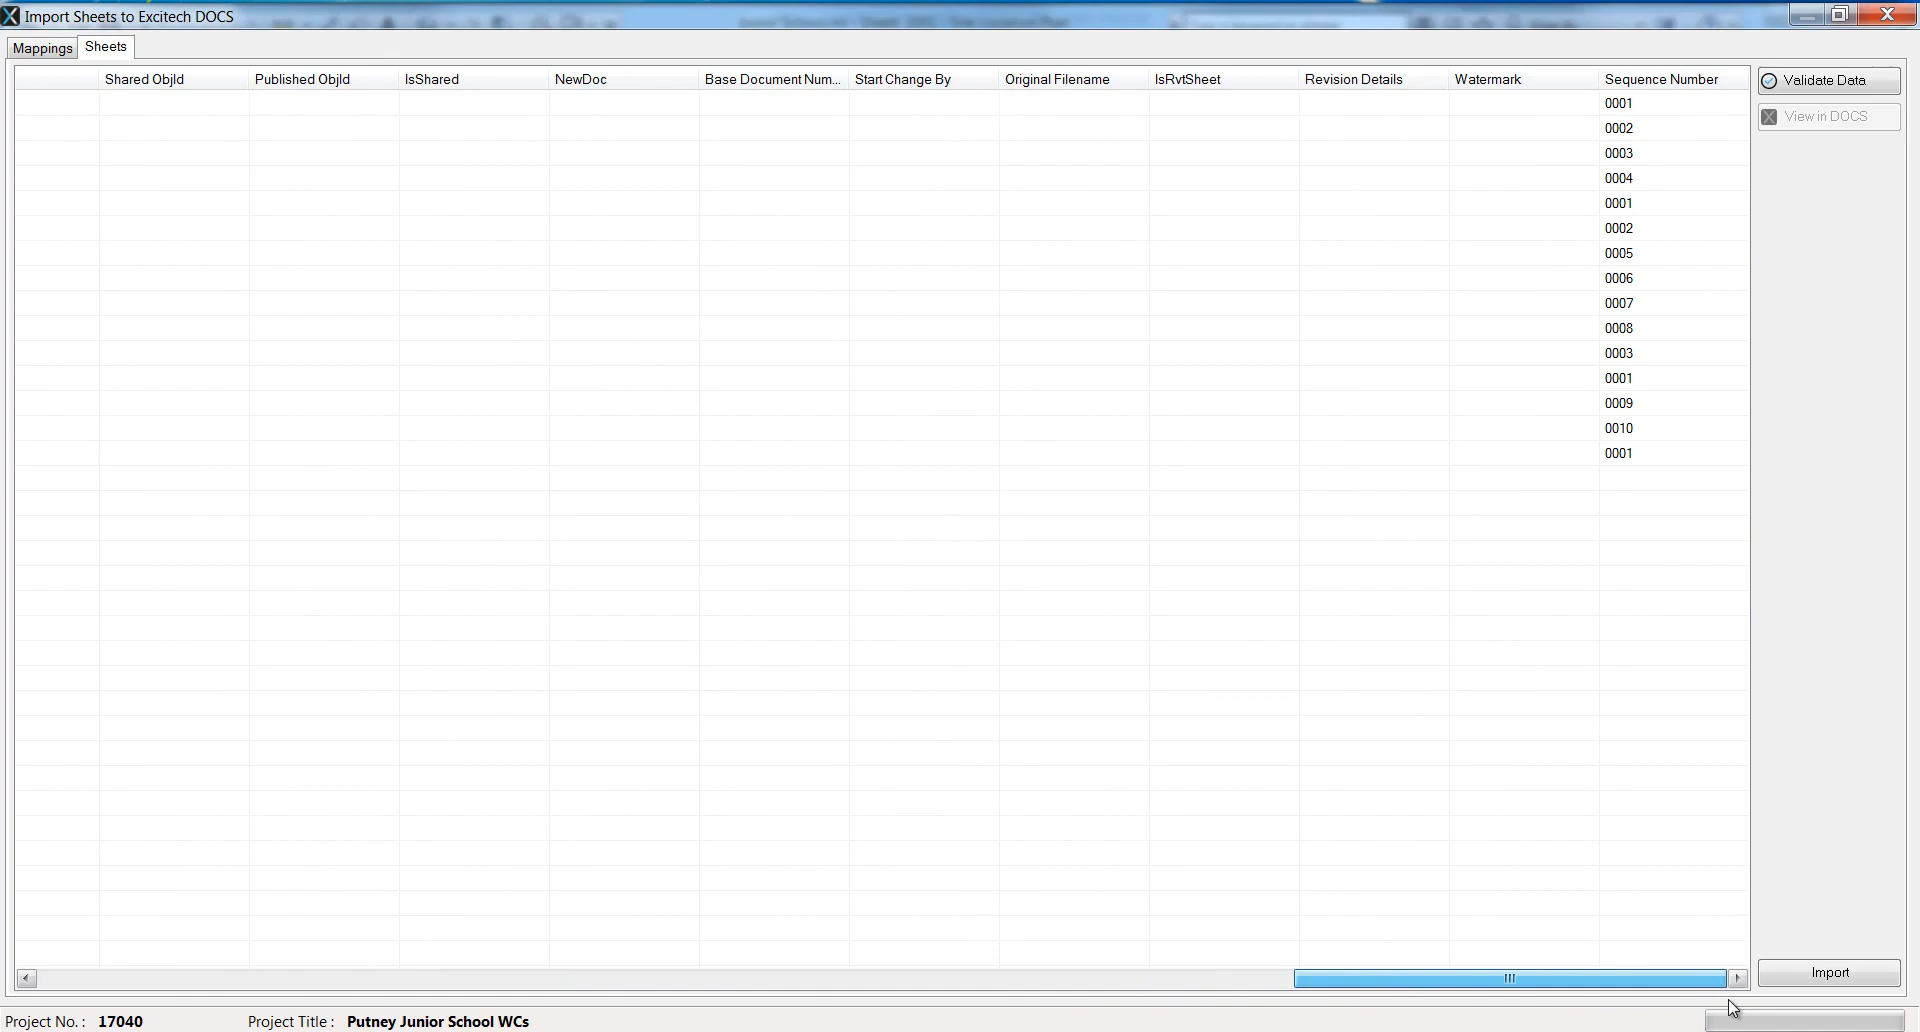 Import Sheets to Excitech DOCS
Mappings Sheets
Shared ObjId Published ObjId IsShared NewDoc Base Document Num... Start Change By Original Filename IsRvtSheet Revision Details Watermark Sequence Number
Validate Data
0001
View in DOCS
0002
0003
0004
0001
0002
0005
0006
0007
0008
0003
0001
0009
0010
0001
Import
Project No. : 17040 Project Title : Putney Junior School WCs